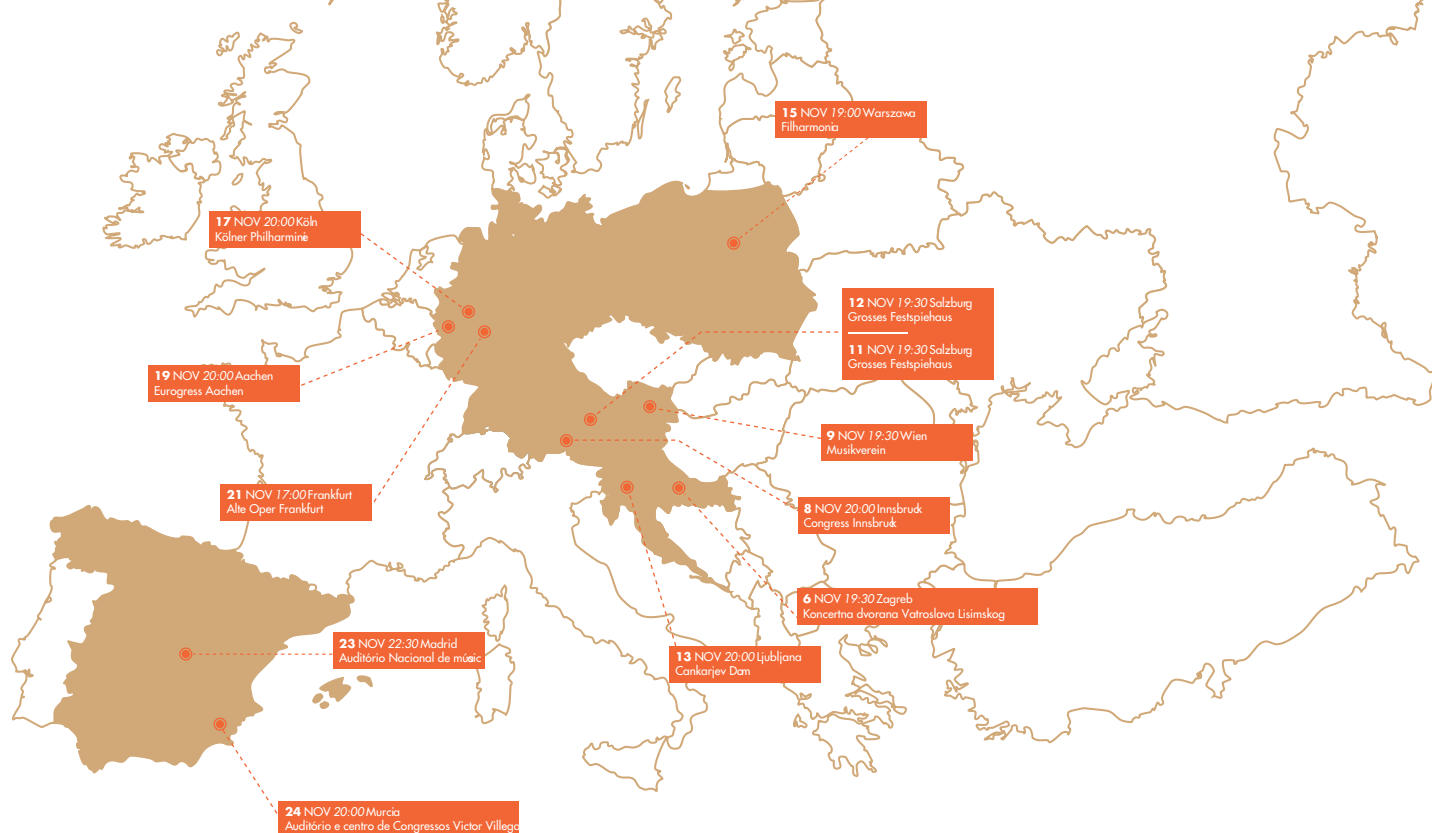 15 NOV 19:00 Warszawa
Filharmonia
17 NOV 20:00 Köln
Kölner Philharminie
12 NOV 19:30 Salzburg
Grosses Festspiehaus
11 NOV 19:30 Salzburg
Grosses Festspiehaus
19 NOV 20:00 Aachen
Eurogress Aachen
9 NOV 19:30 Wien
Musikverein
21 NOV 17:00 Frankfurt
Alte Oper Frankfurt
8 NOV 20:00 Innsbruck
Congress Innsbruck
6 NOV 19:30 Zagreb
Koncertna dvorana Vatroslava Lisimskog
23 NOV 22:30 Madrid
Auditório Nacional de músic
13 NOV 20:00 Ljubljana
Cankarjev Dom
24 NOV 20:00 Murcia
Auditório e centro de Congressos Victor Villega